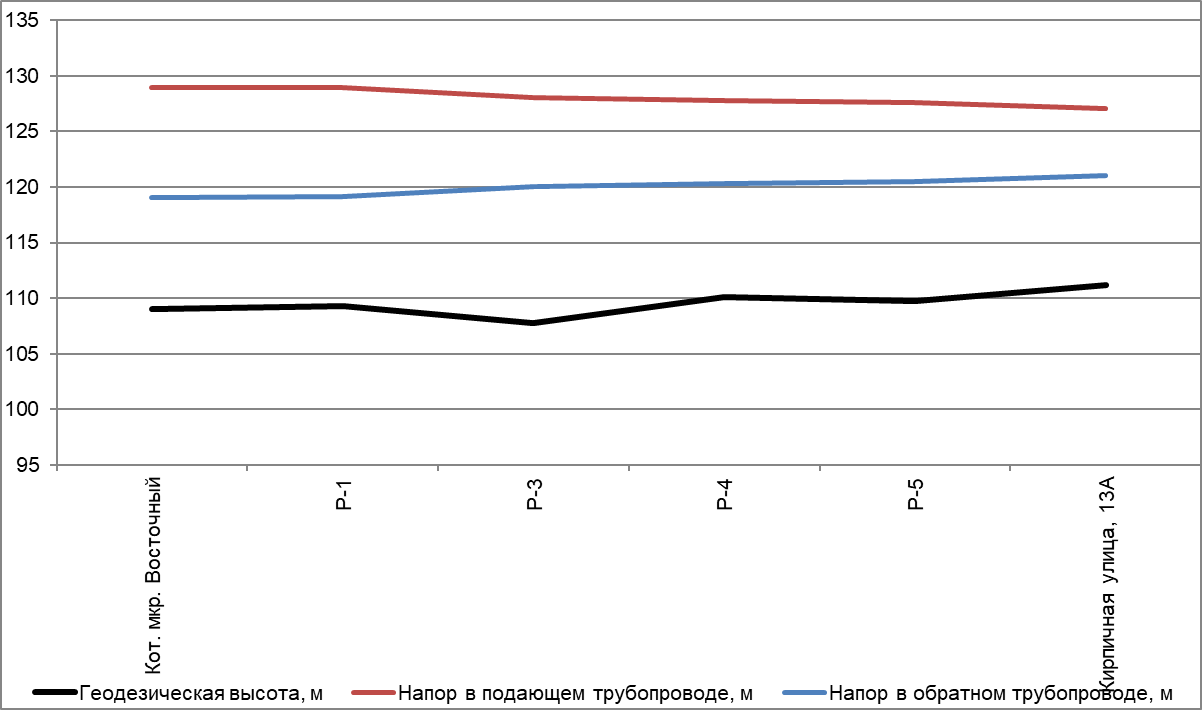 135
130
125
120
115
110
105
100
95
Кот. мкр. Восточный
Р-1
Р-3
Р-4
Р-5
Кирпичная улица, 13А
Геодезическая высота, м
Напор в подающем трубопроводе, м
Напор в обратном трубопроводе, м